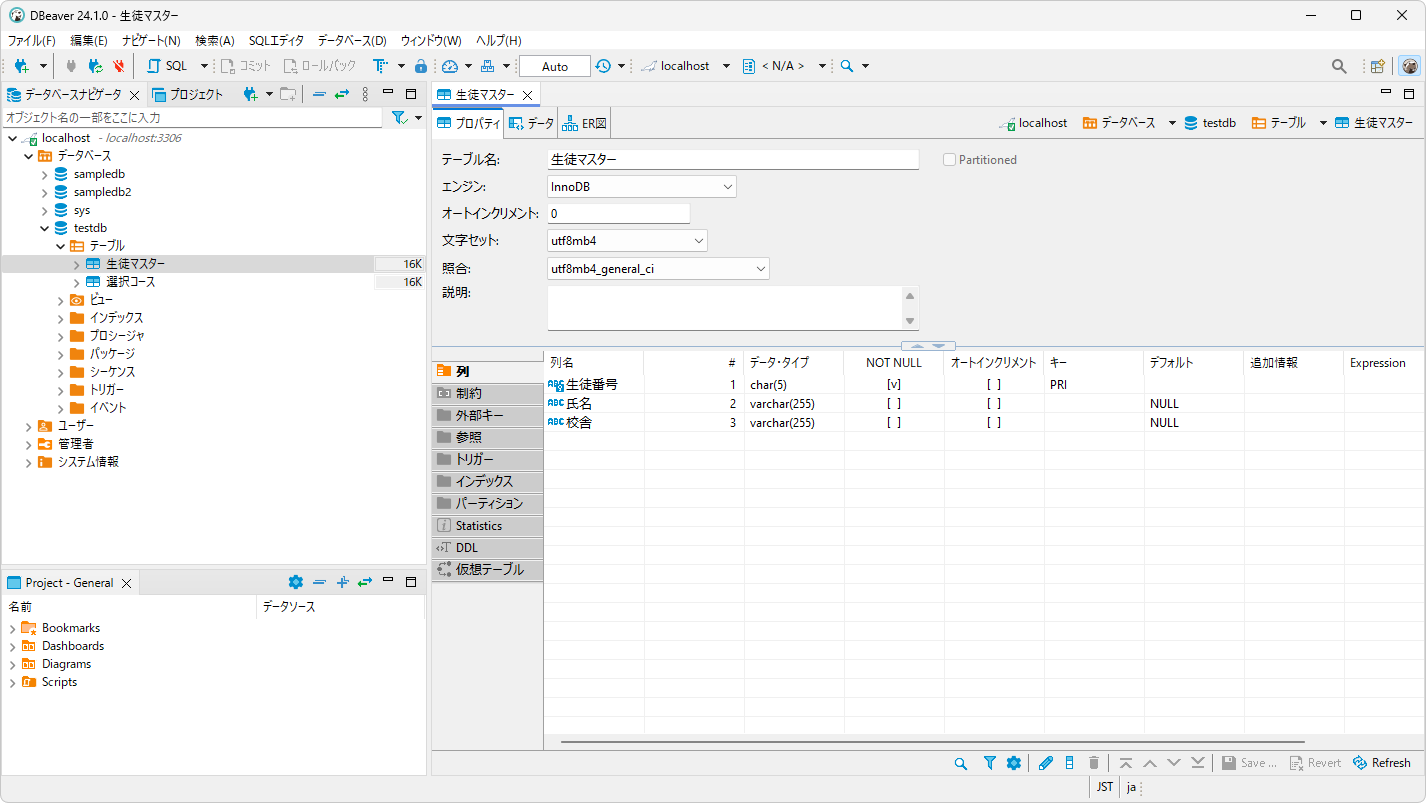 DBeaver 24.1.0 - 生徒マスター
ファイル(F) 編集(E) ナビゲート(N) 検索(A) SQLエディタ データベース(D) ウィンドウ(W) ヘルプ(H)
SQL コミット ロールバック Auto localhost < N/A >
データベースナビゲータ プロジェクト
オブジェクト名の一部をここに入力
localhost - localhost:3306
データベース
sampledb
sampledb2
sys
testdb
テーブル
生徒マスター 16K
選択コース 16K
ビュー
インデックス
プロシージャ
パッケージ
シーケンス
トリガー
イベント
ユーザー
管理者
システム情報
Project - General
名前 データソース
Bookmarks
Dashboards
Diagrams
Scripts
生徒マスター
プロパティ データ ER図 localhost データベース testdb テーブル 生徒マスター
テーブル名: 生徒マスター Partitioned
エンジン: InnoDB
オートインクリメント: 0
文字セット: utf8mb4
照合: utf8mb4_general_ci
説明:
列
制約
外部キー
参照
トリガー
インデックス
パーティション
Statistics
DDL
仮想テーブル
列名 # データ・タイプ NOT NULL オートインクリメント キー デフォルト 追加情報 Expression
ABC 生徒番号 1 char(5) [v] [ ] PRI
ABC 氏名 2 varchar(255) [ ] [ ] NULL
ABC 校舎 3 varchar(255) [ ] [ ] NULL
Save ... Revert Refresh
JST ja